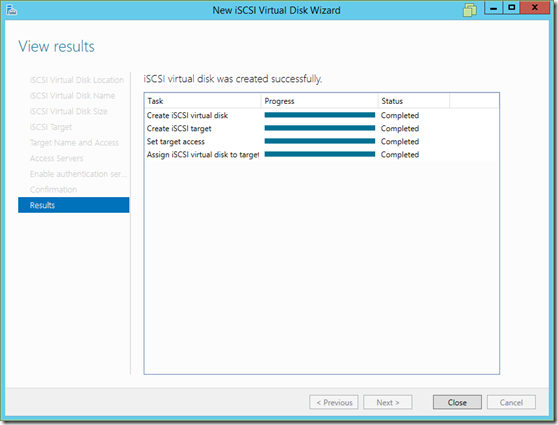 New iSCSI Virtual Disk Wizard
View results
iSCSI Virtual Disk Location
iSCSI Virtual Disk Name
iSCSI Virtual Disk Size
iSCSI Target
Target Name and Access
Access Servers
Enable authentication ser...
Confirmation
Results
iSCSI virtual disk was created successfully.
Task Progress Status
Create iSCSI virtual disk Completed
Create iSCSI target Completed
Set target access Completed
Assign iSCSI virtual disk to target Completed
< Previous Next > Close Cancel